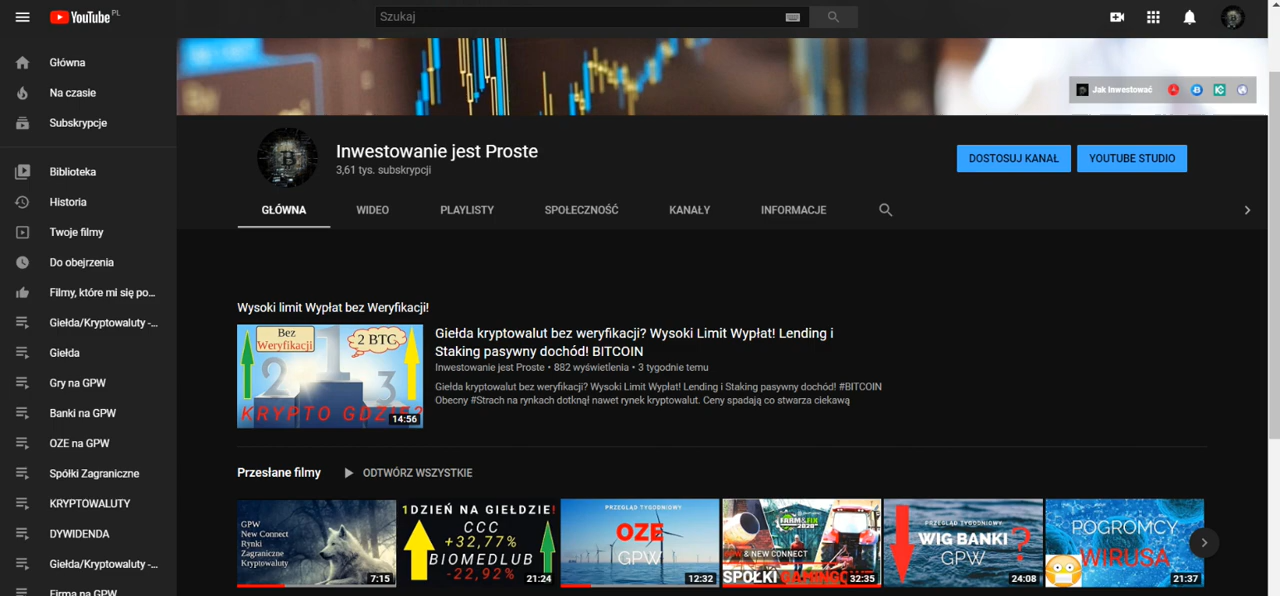 YouTube PL
Szukaj
Główna
Na czasie
Subskrypcje
Biblioteka
Historia
Twoje filmy
Do obejrzenia
Filmy, które mi się po...
Giełda/Kryptowaluty -...
Giełda
Gry na GPW
Banki na GPW
OZE na GPW
Spółki Zagraniczne
KRYPTOWALUTY
DYWIDENDA
Giełda/Kryptowaluty -...
Firma na GPW
Jak Inwestować
Inwestowanie jest Proste
3,61 tys. subskrypcji
DOSTOSUJ KANAŁ
YOUTUBE STUDIO
GŁÓWNA
WIDEO
PLAYLISTY
SPOŁECZNOŚĆ
KANAŁY
INFORMACJE
Wysoki limit Wypłat bez Weryfikacji!
Bez
Weryfikacji
2 BTC
2 1 3
KRYPTO GDZIE?
14:56
Giełda kryptowalut bez weryfikacji? Wysoki Limit Wypłat! Lending i
Staking pasywny dochód! BITCOIN
Inwestowanie jest Proste • 882 wyświetlenia • 3 tygodnie temu
Giełda kryptowalut bez weryfikacji? Wysoki Limit Wypłat! Lending i Staking pasywny dochód! #BITCOIN
Obecny #Strach na rynkach dotknął nawet rynek kryptowalut. Ceny spadają co stwarza ciekawą
Przesłane filmy
ODTWÓRZ WSZYSTKIE
GPW
New Connect
Rynki
Zagraniczne
Kryptowaluty
7:15
1DZIEŃ NA GIEŁDZIE!
CCC
+32,77%
BIOMEDLUB
-22,92%
21:24
PRZEGLĄD TYGODNIOWY
OZE
GPW
12:32
FARM&FIX
2020
& NEW CONNECT
SPÓŁKI GAMINGOWE
32:35
PRZEGLĄD TYGODNIOWY
WIG BANKI
GPW
?
24:08
POGROMCY
WIRUSA
21:37